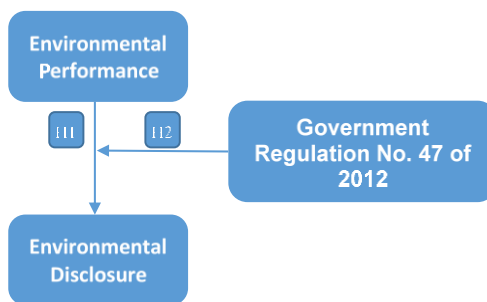 Environmental
Performance
H1
H2
Government
Regulation No. 47 of
2012
Environmental
Disclosure